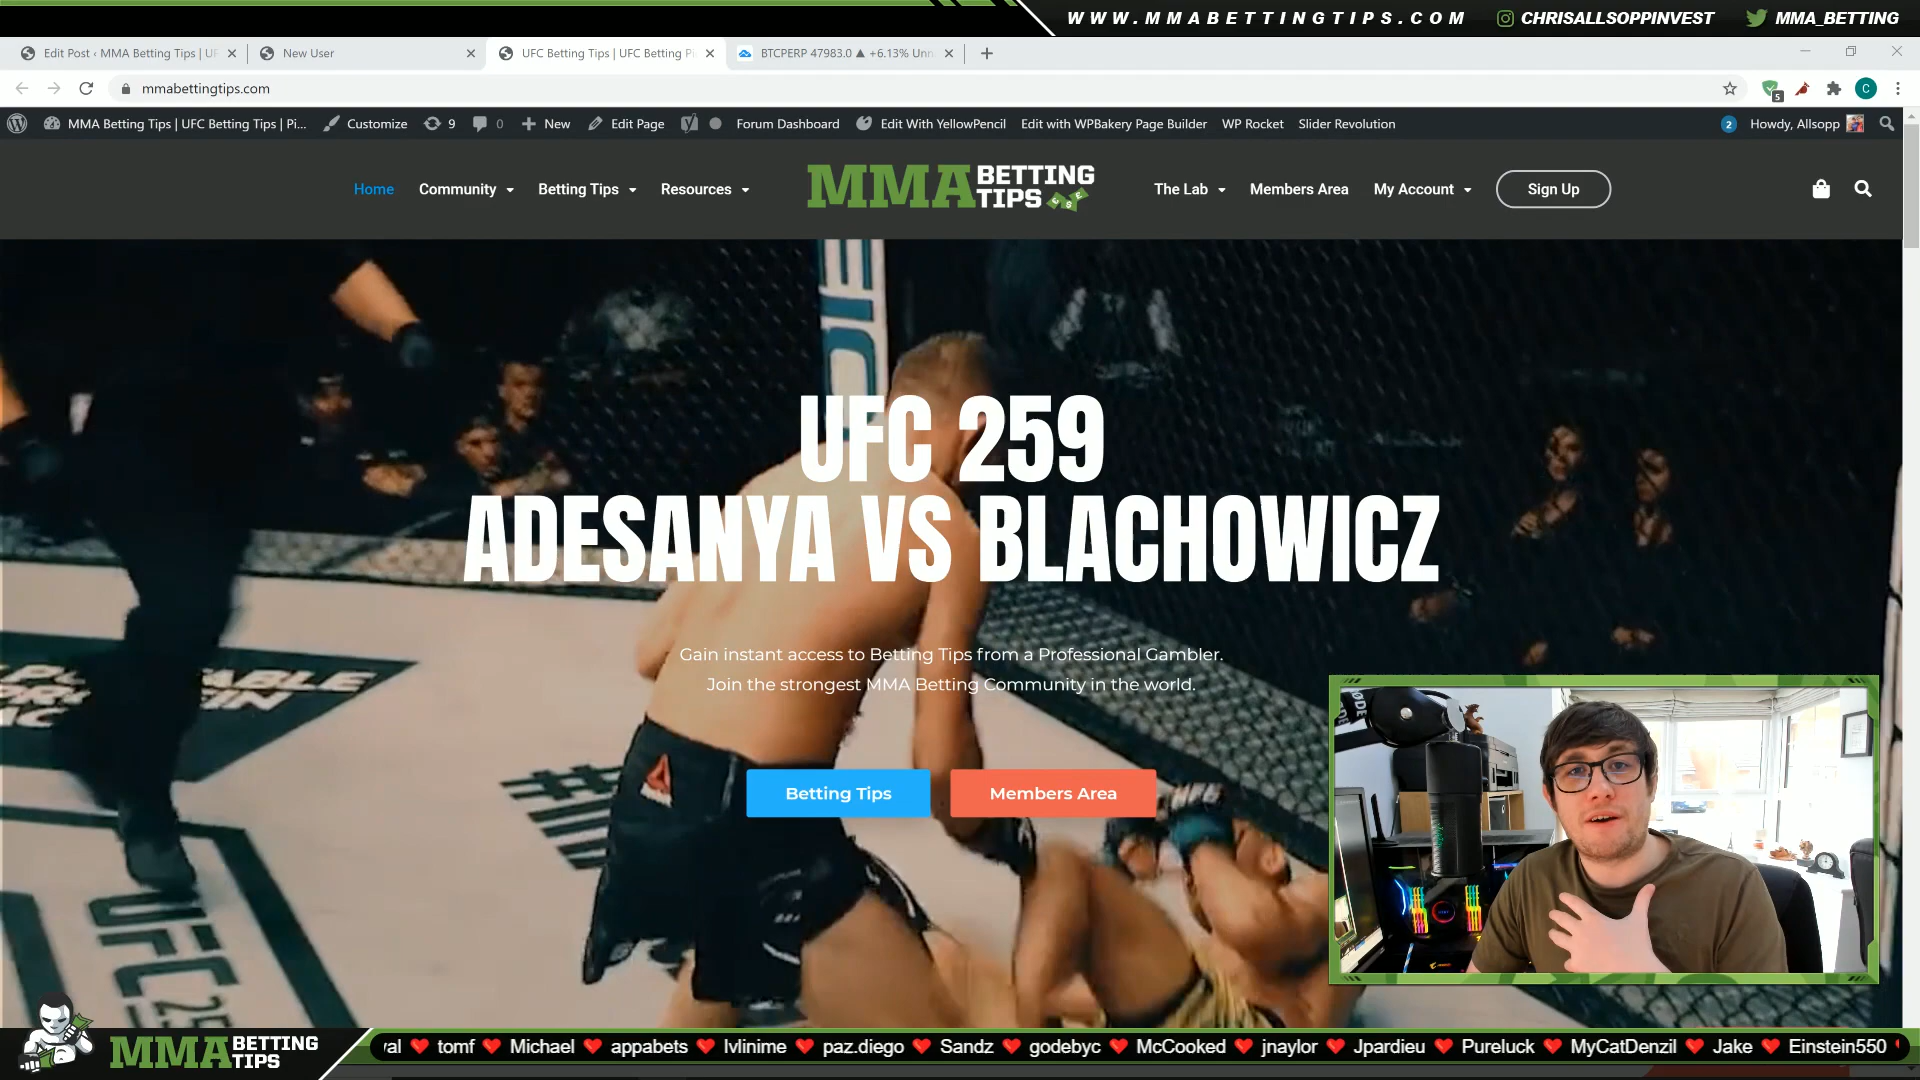 WWW.MMABETTINGTIPS.COM CHRISALLSOPPINVEST MMA_BETTING
Edit Post ‹ MMA Betting Tips | UF
New User
UFC Betting Tips | UFC Betting Pi
BTCPERP 47983.0 ▲ +6.13% Unn
mmabettingtips.com
5
C
MMA Betting Tips | UFC Betting Tips | Pi...
Customize
9
0
New
Edit Page
Forum Dashboard
Edit With YellowPencil
Edit with WPBakery Page Builder
WP Rocket
Slider Revolution
2
Howdy, Allsopp
Home
Community
Betting Tips
Resources
MMA BETTING TIPS
The Lab
Members Area
My Account
Sign Up
UFC 259
ADESANYA VS BLACHOWICZ
Gain instant access to Betting Tips from a Professional Gambler.
Join the strongest MMA Betting Community in the world.
Betting Tips
Members Area
MMA BETTING TIPS
val ❤ tomf ❤ Michael ❤ appabets ❤ lvlinime ❤ paz.diego ❤ Sandz ❤ godebyc ❤ McCooked ❤ jnaylor ❤ Jpardieu ❤ Pureluck ❤ MyCatDenzil ❤ Jake ❤ Einstein550